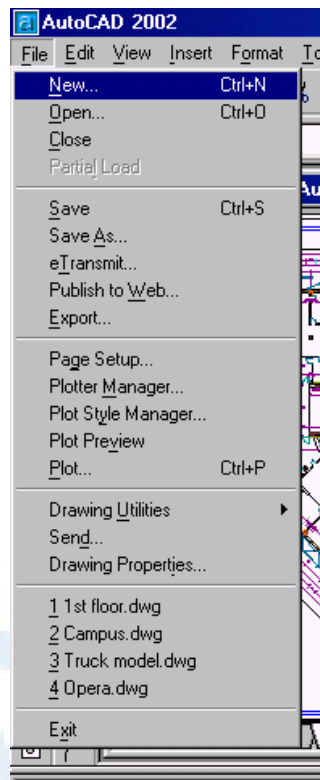 AutoCAD 2002
File Edit View Insert Format
New... Ctrl+N
Open... Ctrl+O
Close
Partial Load
Save Ctrl+S
Save As...
eTransmit...
Publish to Web...
Export...
Page Setup...
Plotter Manager...
Plot Style Manager...
Plot Preview
Plot... Ctrl+P
Drawing Utilities
Send...
Drawing Properties...
1 1st floor.dwg
2 Campus.dwg
3 Truck model.dwg
4 Opera.dwg
Exit